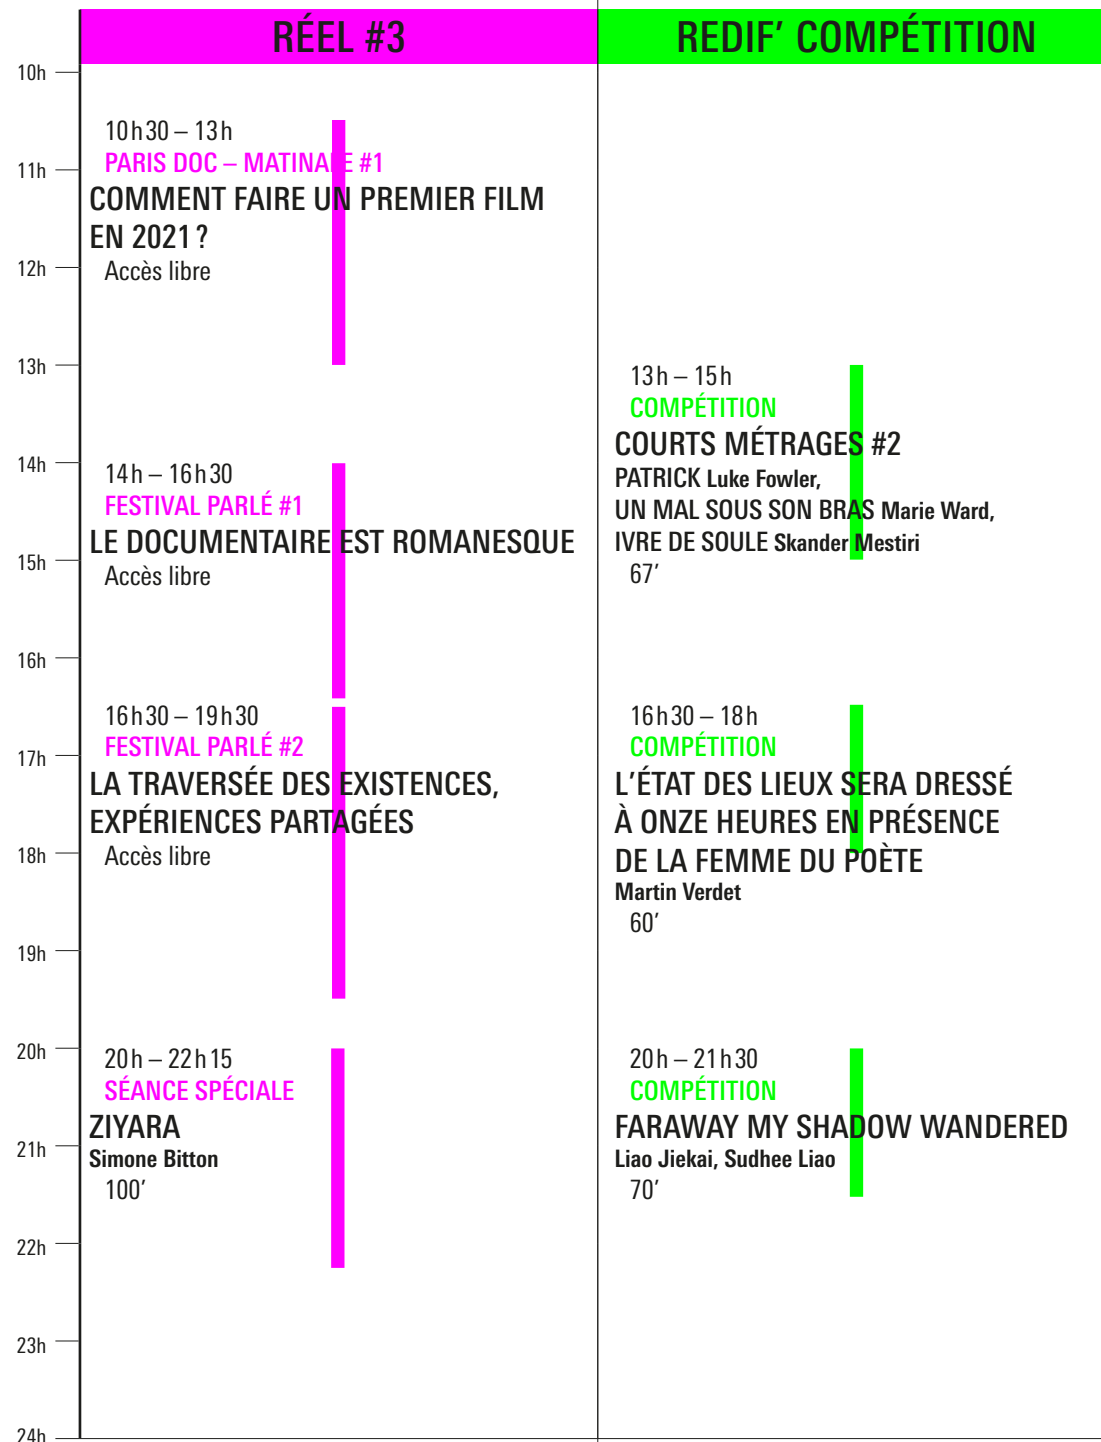 RÉEL #3
REDIF’ COMPÉTITION
10h
11h
12h
13h
14h
15h
16h
17h
18h
19h
20h
21h
22h
23h
24h
10h30 – 13h
PARIS DOC – MATINALE #1
COMMENT FAIRE UN PREMIER FILM
EN 2021?
Accès libre
14h – 16h30
FESTIVAL PARLÉ #1
LE DOCUMENTAIRE EST ROMANESQUE
Accès libre
16h30 – 19h30
FESTIVAL PARLÉ #2
LA TRAVERSÉE DES EXISTENCES,
EXPÉRIENCES PARTAGÉES
Accès libre
20h – 22h15
SÉANCE SPÉCIALE
ZIYARA
Simone Bitton
100’
13h – 15h
COMPÉTITION
COURTS MÉTRAGES #2
PATRICK Luke Fowler,
UN MAL SOUS SON BRAS Marie Ward,
IVRE DE SOULE Skander Mestiri
67’
16h30 – 18h
COMPÉTITION
L’ÉTAT DES LIEUX SERA DRESSÉ
À ONZE HEURES EN PRÉSENCE
DE LA FEMME DU POÈTE
Martin Verdet
60’
20h – 21h30
COMPÉTITION
FARAWAY MY SHADOW WANDERED
Liao Jiekai, Sudhee Liao
70’